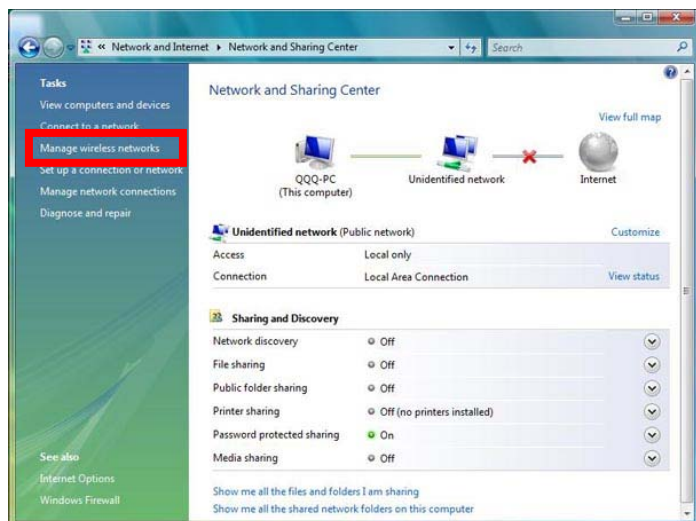 « Network and Internet ▸ Network and Sharing Center
Search
Tasks
View computers and devices
Connect to a network
Manage wireless networks
Set up a connection or network
Manage network connections
Diagnose and repair
See also
Internet Options
Windows Firewall
Network and Sharing Center
View full map
QQQ-PC
(This computer)
Unidentified network
Internet
Unidentified network (Public network) Customize
Access Local only
Connection Local Area Connection View status
Sharing and Discovery
Network discovery Off
File sharing Off
Public folder sharing Off
Printer sharing Off (no printers installed)
Password protected sharing On
Media sharing Off
Show me all the files and folders I am sharing
Show me all the shared network folders on this computer